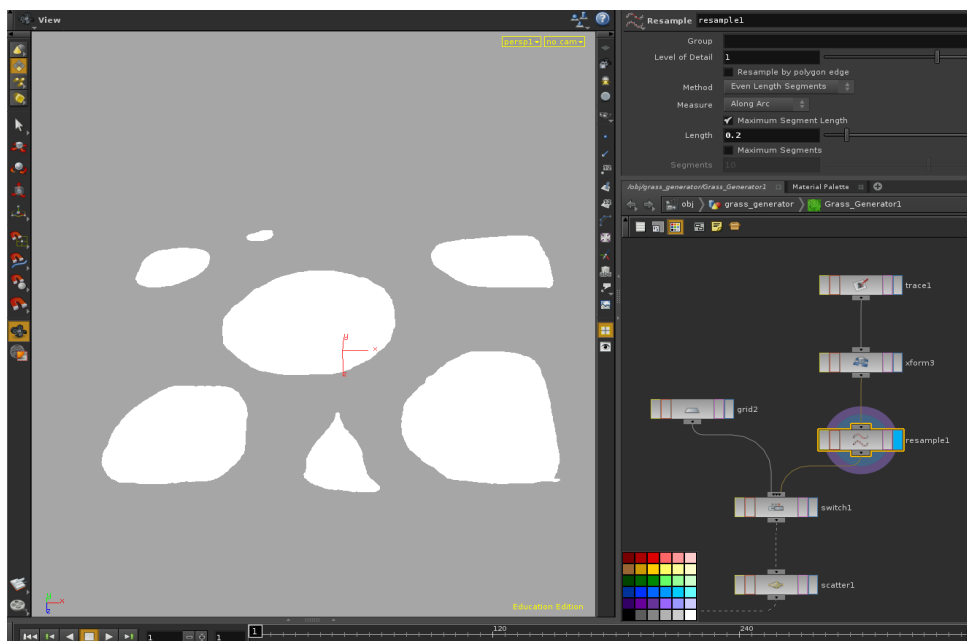 View
persp1
no cam
y
x
z
x
z
Education Edition
Resample resample1
Group
Level of Detail 1
Resample by polygon edge
Method Even Length Segments
Measure Along Arc
Maximum Segment Length
Length 0.2
Maximum Segments
Segments 10
/obj/grass_generator/Grass_Generator1 Material Palette
obj grass_generator Grass_Generator1
trace1
xform3
grid2
resample1
switch1
scatter1
1 1 1 120 240